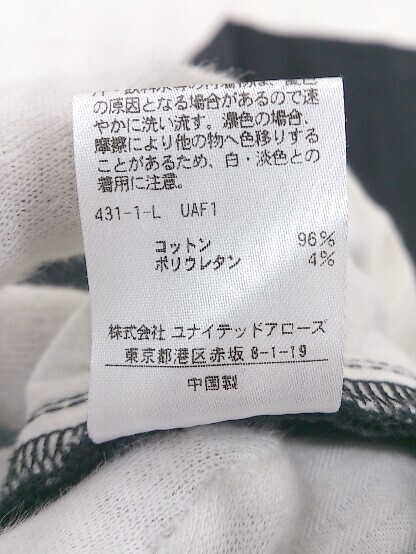 の原因となる場合があるので速
やかに洗い流す。濃色の場合、
摩擦により他の物へ色移りする
ことがあるため、白・淡色との
着用に注意。
431-1-L UAF1
コットン 96%
ポリウレタン 4%
株式会社 ユナイテッドアローズ
東京都港区赤坂 8-1-19
中国製